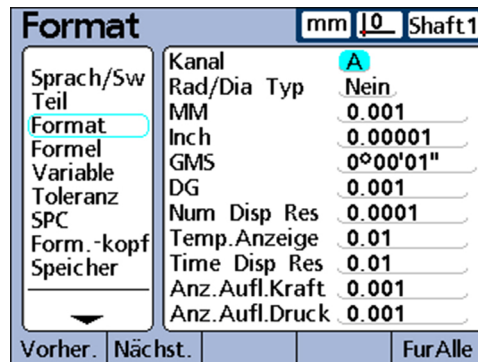 Format
mm 0 Shaft1
Sprach/Sw
Teil
Format
Formel
Variable
Toleranz
SPC
Form.-kopf
Speicher
Kanal A
Rad/Dia Typ Nein
MM 0.001
Inch 0.00001
GMS 0°00'01"
DG 0.001
Num Disp Res 0.0001
Temp.Anzeige 0.01
Time Disp Res 0.01
Anz.Aufl.Kraft 0.001
Anz.Aufl.Druck 0.001
Vorher. Nächst. FurAlle